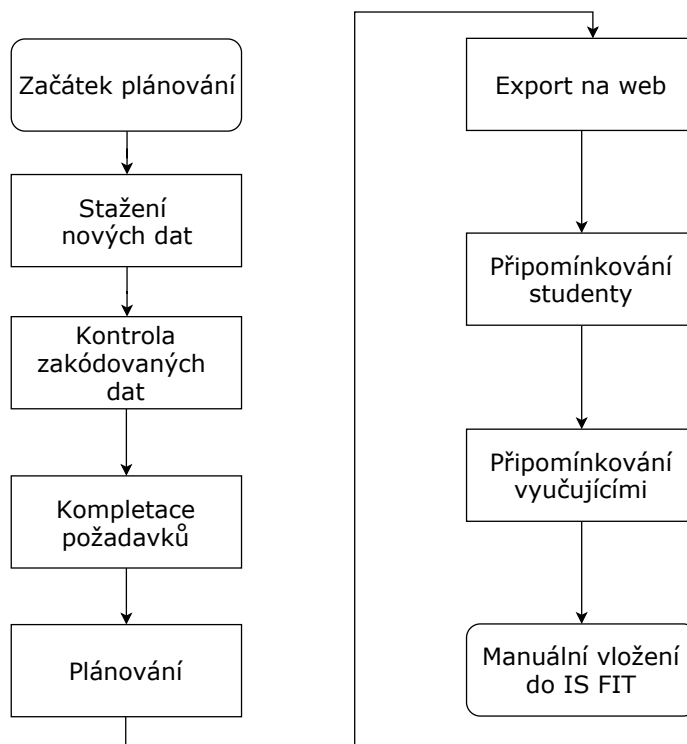 Začátek plánování
Stažení
nových dat
Kontrola
zakódovaných
dat
Kompletace
požadavků
Plánování
Export na web
Připomínkování
studenty
Připomínkování
vyučujícími
Manuální vložení
do IS FIT